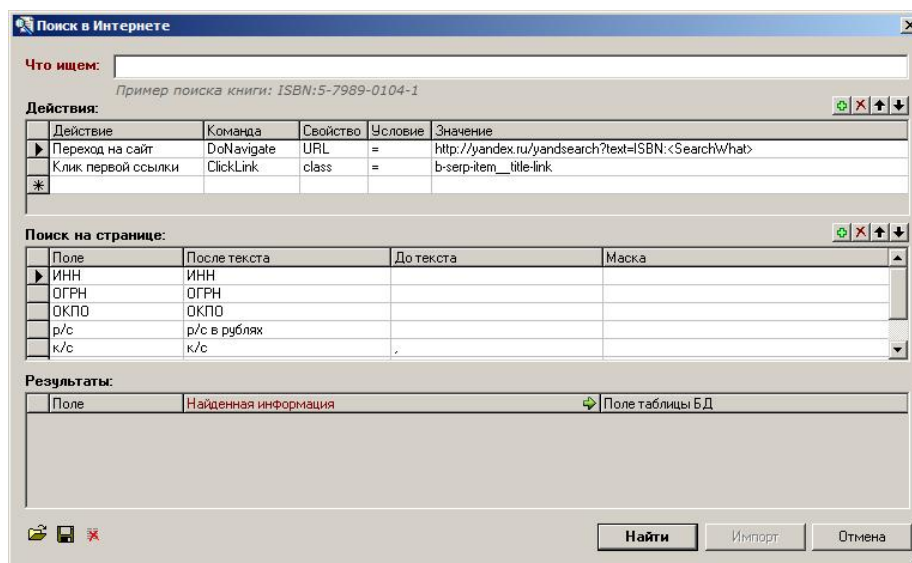 Поиск в Интернете
Что ищем:
Пример поиска книги: ISBN:5-7989-0104-1
Действия:
Действие Команда Свойство Условие Значение
Переход на сайт DoNavigate URL = http://yandex.ru/yandsearch?text=ISBN:<SearchWhat>
Клик первой ссылки ClickLink class = b-serp-item__title-link
Поиск на странице:
Поле После текста До текста Маска
ИНН ИНН
ОГРН ОГРН
ОКПО ОКПО
р/с р/с в рублях
к/с к/с ,
Результаты:
Поле Найденная информация Поле таблицы БД
Найти Импорт Отмена